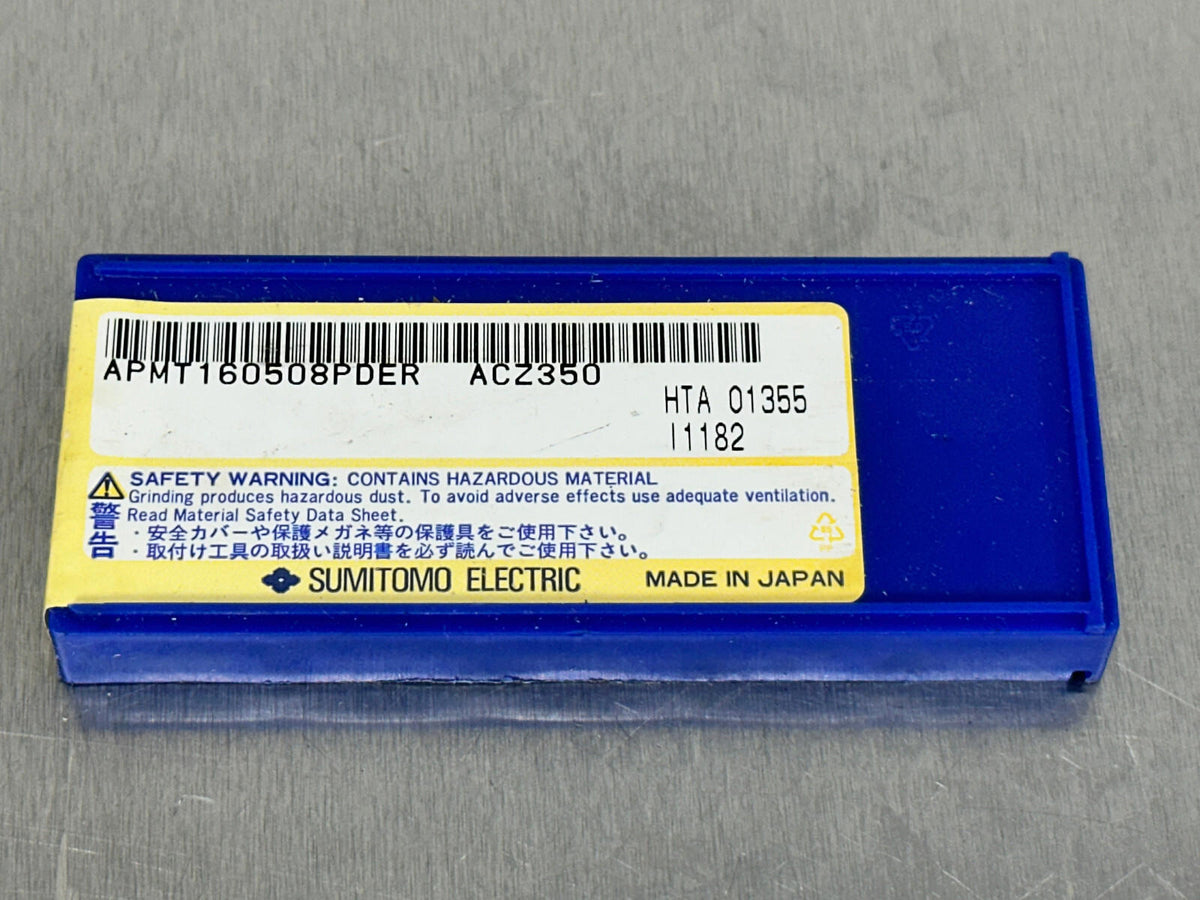 APMT160508PDER ACZ350
HTA 01355
I1182
SAFETY WARNING: CONTAINS HAZARDOUS MATERIAL
Grinding produces hazardous dust. To avoid adverse effects use adequate ventilation.
Read Material Safety Data Sheet.
警告
・安全カバーや保護メガネ等の保護具をご使用下さい。
・取付け工具の取扱い説明書を必ず読んでご使用下さい。
PP
SUMITOMO ELECTRIC MADE IN JAPAN